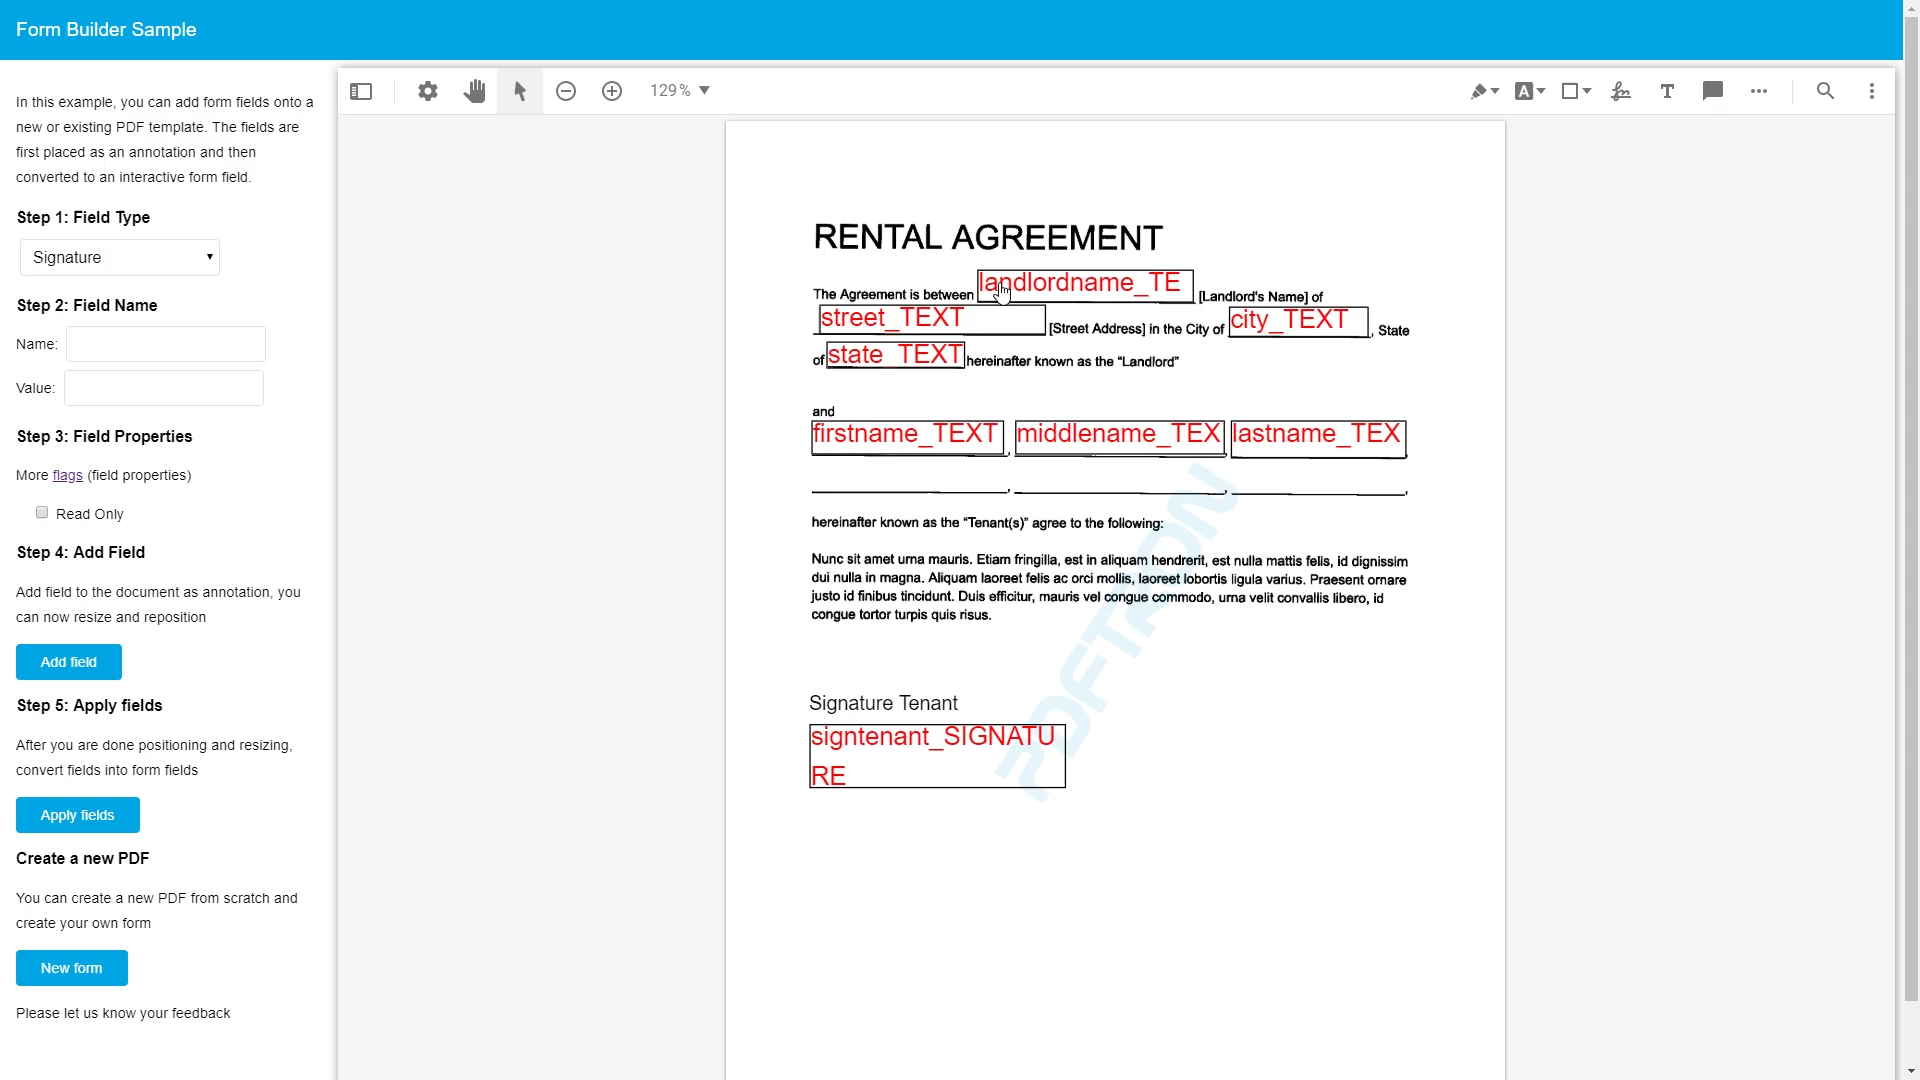 Form Builder Sample
In this example, you can add form fields onto a
new or existing PDF template. The fields are
first placed as an annotation and then
converted to an interactive form field.
Step 1: Field Type
Signature
Step 2: Field Name
Name:
Value:
Step 3: Field Properties
More flags (field properties)
Read Only
Step 4: Add Field
Add field to the document as annotation, you
can now resize and reposition
Add field
Step 5: Apply fields
After you are done positioning and resizing,
convert fields into form fields
Apply fields
Create a new PDF
You can create a new PDF from scratch and
create your own form
New form
Please let us know your feedback
129%
A
T
RENTAL AGREEMENT
The Agreement is between landlordname_TE [Landlord's Name] of
street_TEXT [Street Address] in the City of city_TEXT , State
of state_TEXT hereinafter known as the "Landlord"
and
firstname_TEXT , middlename_TEX , lastname_TEX ,
, , ,
hereinafter known as the "Tenant(s)" agree to the following:
Nunc sit amet urna mauris. Etiam fringilla, est in aliquam hendrerit, est nulla mattis felis, id dignissim
dui nulla in magna. Aliquam laoreet felis ac orci mollis, laoreet lobortis ligula varius. Praesent ornare
justo id finibus tincidunt. Duis efficitur, mauris vel congue commodo, urna velit convallis libero, id
congue tortor turpis quis risus.
PDFTRON
Signature Tenant
signtenant_SIGNATU
RE